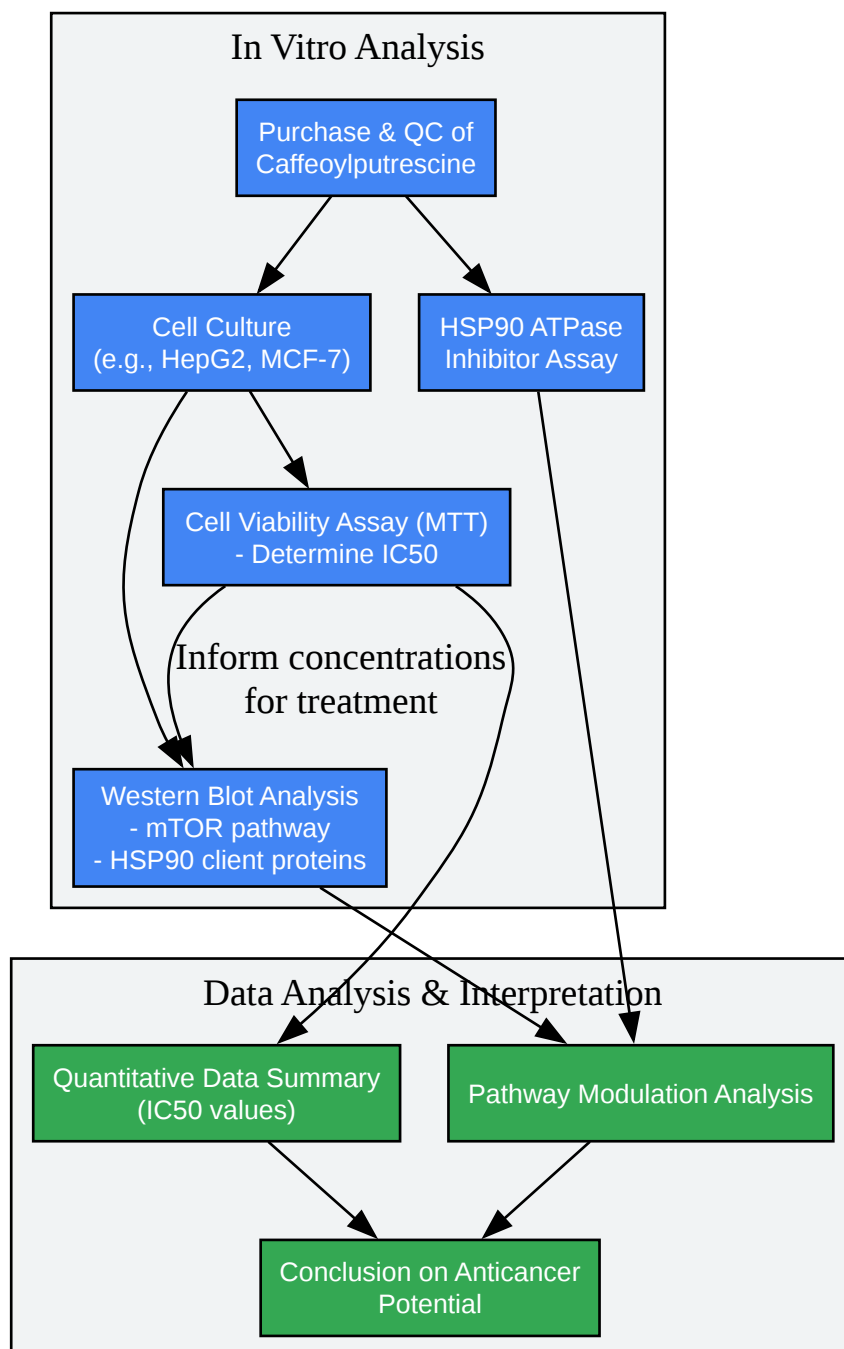 In Vitro Analysis
Purchase & QC of
Caffeoylputrescine
Cell Culture
(e.g., HepG2, MCF-7)
HSP90 ATPase
Inhibitor Assay
Cell Viability Assay (MTT)
- Determine IC50
Inform concentrations
for treatment
Western Blot Analysis
- mTOR pathway
- HSP90 client proteins
Data Analysis & Interpretation
Quantitative Data Summary
(IC50 values)
Pathway Modulation Analysis
Conclusion on Anticancer
Potential